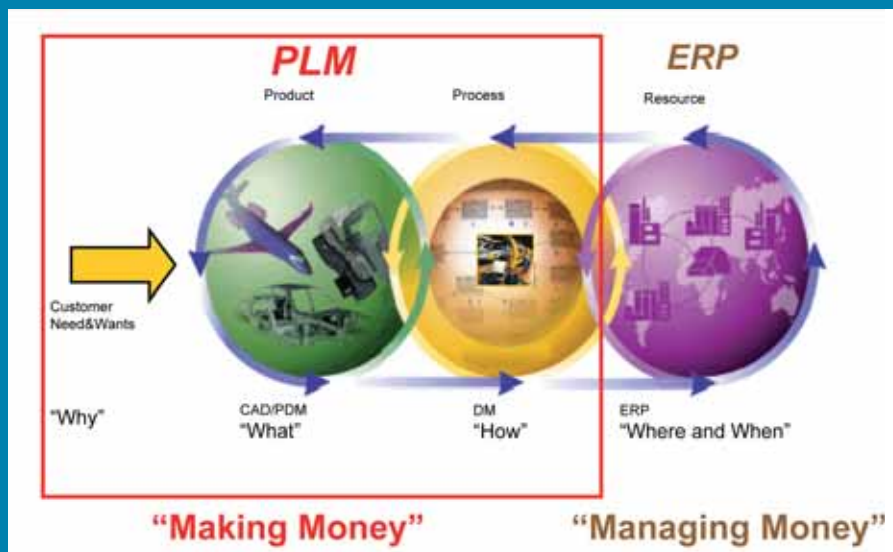 PLM
ERP
Product
Process
Resource
Customer
Need&Wants
CAD/PDM
DM
ERP
“Why”
“What”
“How”
“Where and When”
“Making Money”
“Managing Money”